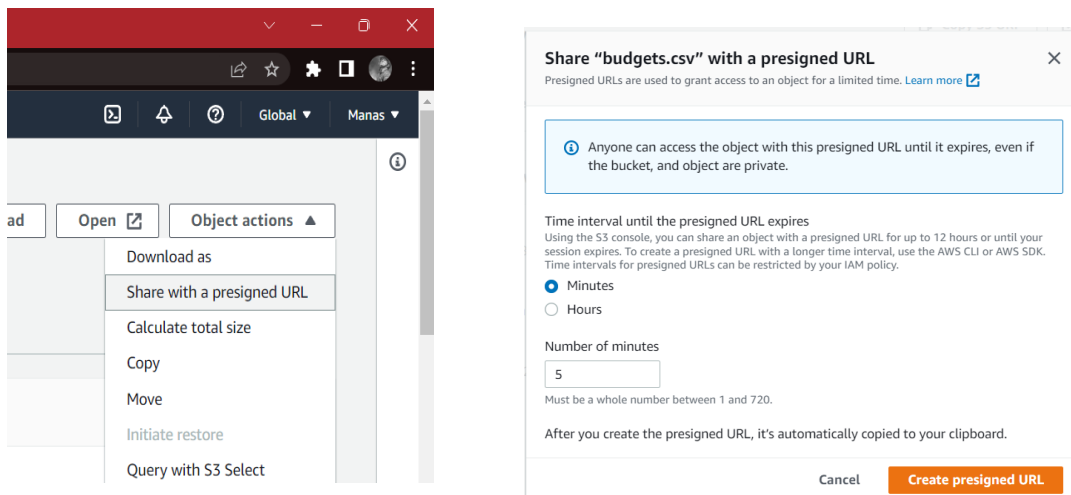 Global ▼
Manas ▼
ad
Open
Object actions ▲
Download as
Share with a presigned URL
Calculate total size
Copy
Move
Initiate restore
Query with S3 Select
Share “budgets.csv” with a presigned URL
Presigned URLs are used to grant access to an object for a limited time. Learn more
Anyone can access the object with this presigned URL until it expires, even if
the bucket, and object are private.
Time interval until the presigned URL expires
Using the S3 console, you can share an object with a presigned URL for up to 12 hours or until your
session expires. To create a presigned URL with a longer time interval, use the AWS CLI or AWS SDK.
Time intervals for presigned URLs can be restricted by your IAM policy.
Minutes
Hours
Number of minutes
5
Must be a whole number between 1 and 720.
After you create the presigned URL, it’s automatically copied to your clipboard.
Cancel
Create presigned URL